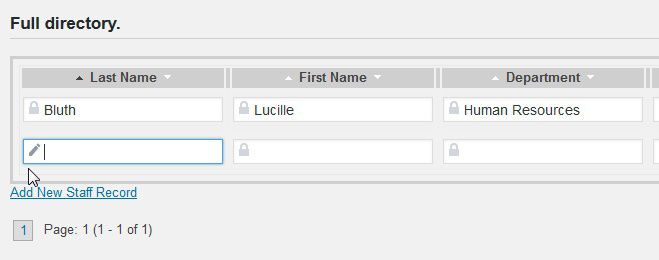 Full directory.
Last Name First Name Department
Bluth Lucille Human Resources
Add New Staff Record
1 Page: 1 (1 - 1 of 1)